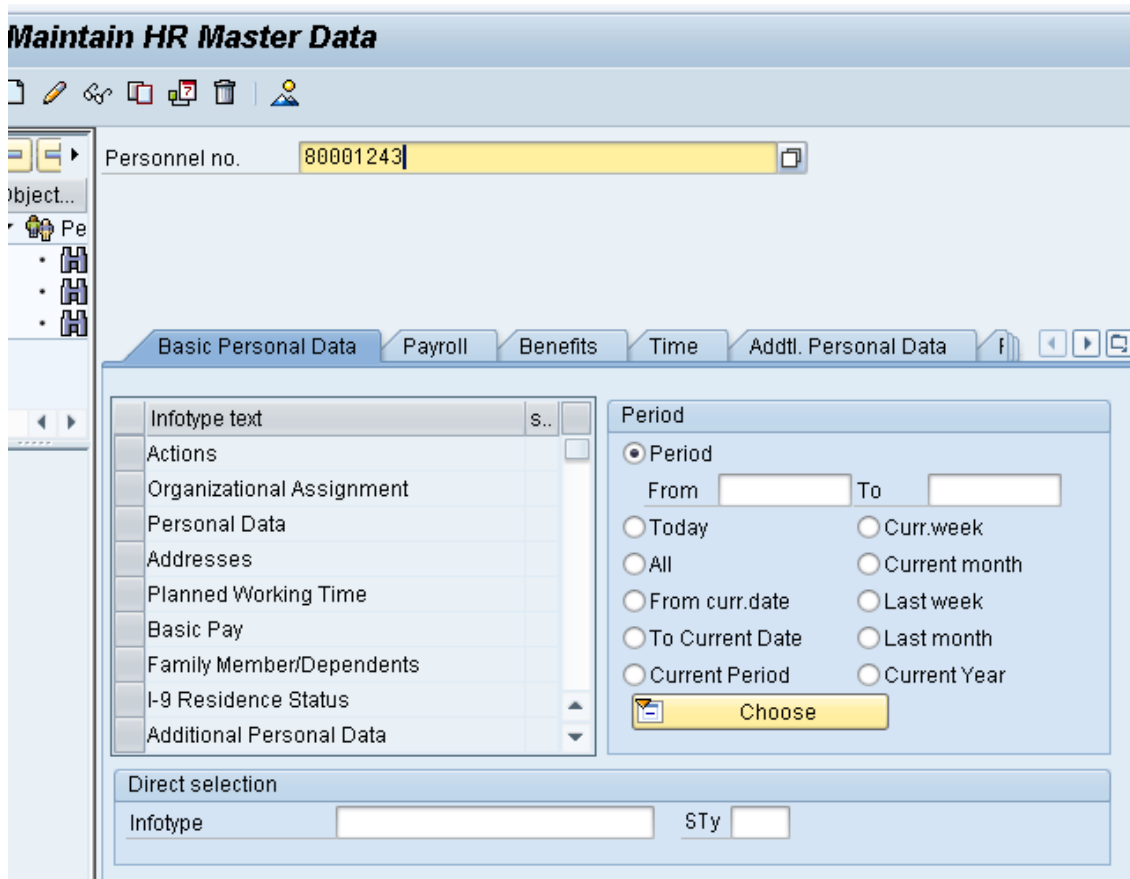 Maintain HR Master Data
Personnel no. 80001243
Object...
Pe
Basic Personal Data Payroll Benefits Time Addtl. Personal Data
Infotype text s..
Actions
Organizational Assignment
Personal Data
Addresses
Planned Working Time
Basic Pay
Family Member/Dependents
I-9 Residence Status
Additional Personal Data
Period
Period
From To
Today Curr.week
All Current month
From curr.date Last week
To Current Date Last month
Current Period Current Year
Choose
Direct selection
Infotype STy